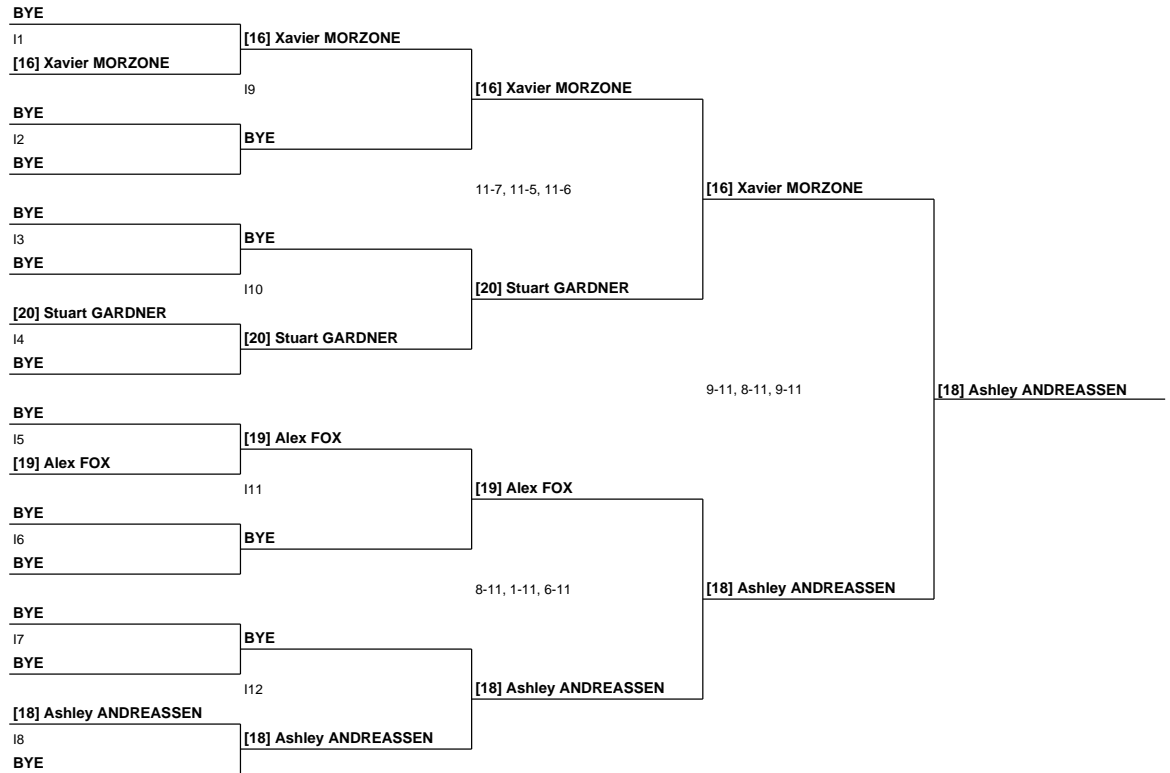 BYE
I1
[16] Xavier MORZONE
[16] Xavier MORZONE
I9
[16] Xavier MORZONE
BYE
I2
BYE
BYE
11-7, 11-5, 11-6
[16] Xavier MORZONE
BYE
I3
BYE
BYE
I10
[20] Stuart GARDNER
[20] Stuart GARDNER
I4
[20] Stuart GARDNER
BYE
9-11, 8-11, 9-11
[18] Ashley ANDREASSEN
BYE
I5
[19] Alex FOX
[19] Alex FOX
I11
[19] Alex FOX
BYE
I6
BYE
BYE
8-11, 1-11, 6-11
[18] Ashley ANDREASSEN
BYE
I7
BYE
BYE
I12
[18] Ashley ANDREASSEN
[18] Ashley ANDREASSEN
I8
[18] Ashley ANDREASSEN
BYE